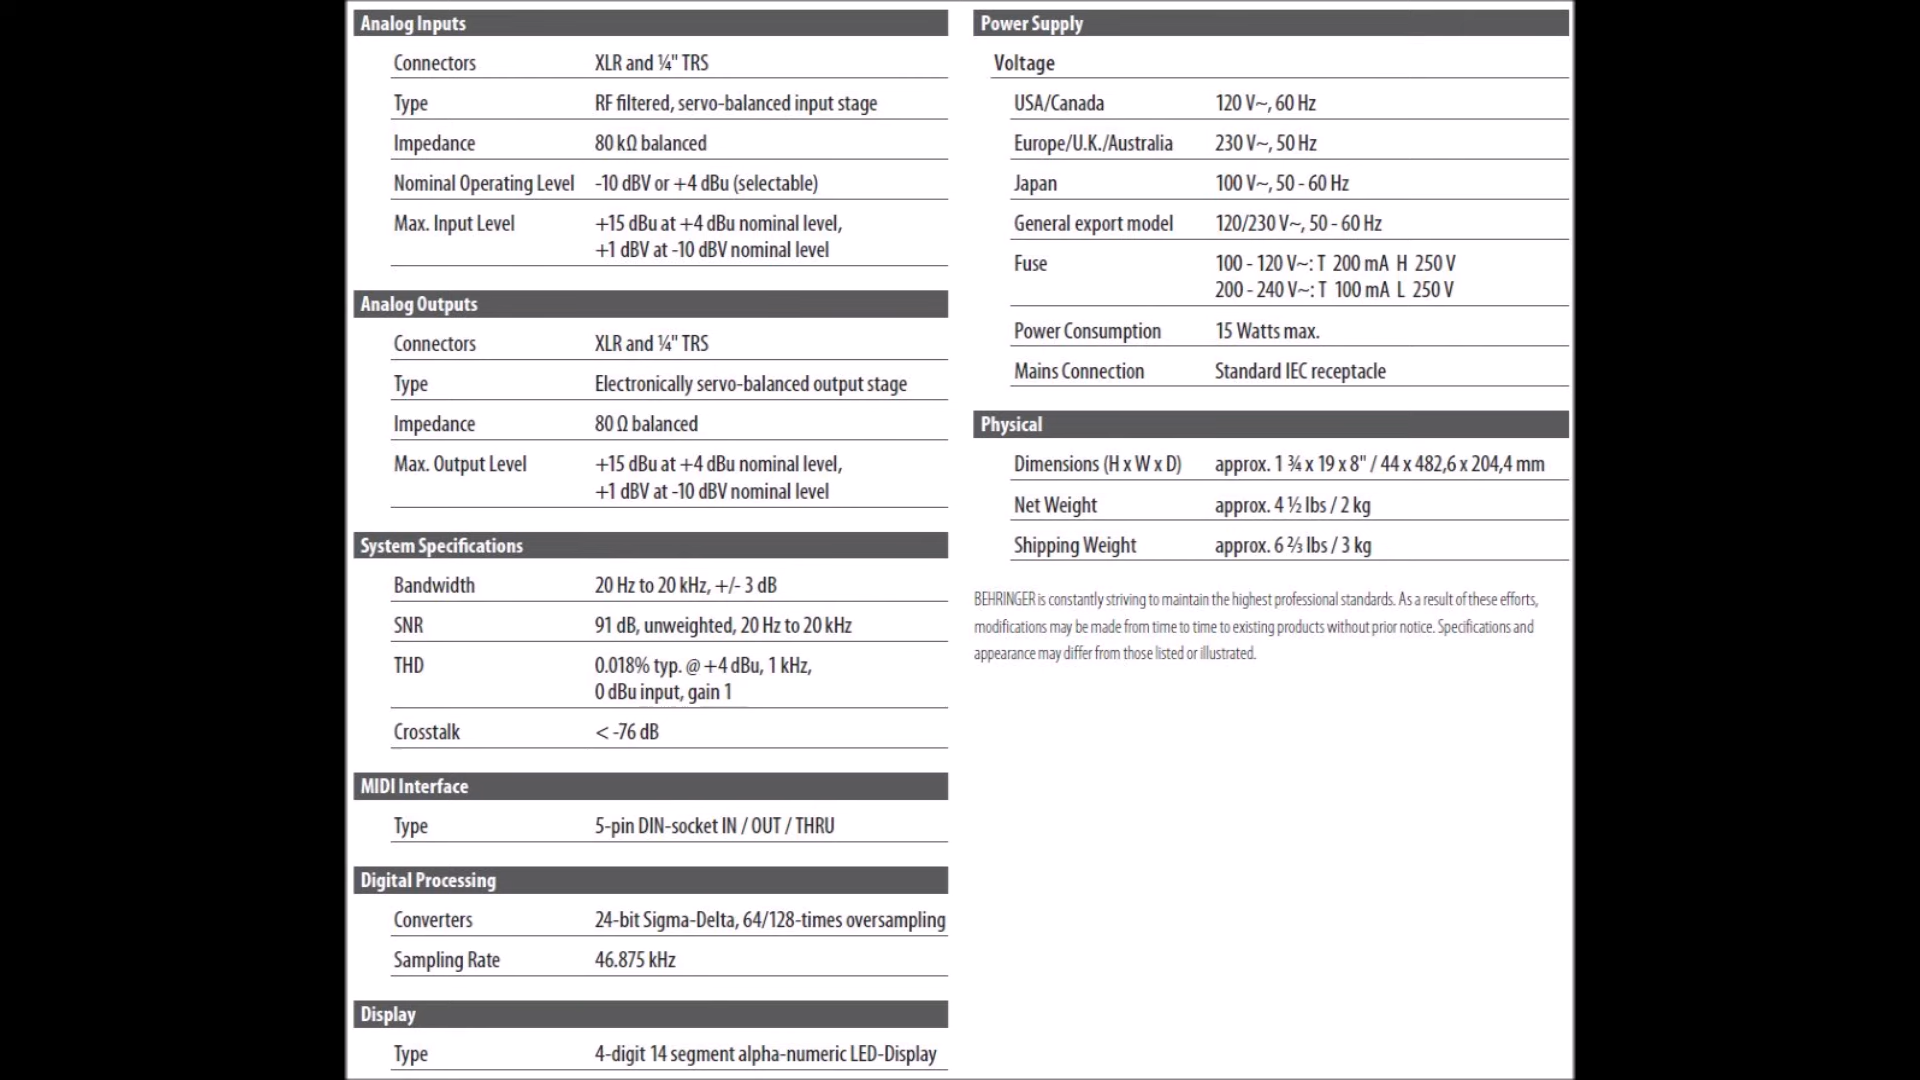 Analog Inputs
Connectors XLR and ¼" TRS
Type RF filtered, servo-balanced input stage
Impedance 80 kΩ balanced
Nominal Operating Level -10 dBV or +4 dBu (selectable)
Max. Input Level +15 dBu at +4 dBu nominal level,
+1 dBV at -10 dBV nominal level
Analog Outputs
Connectors XLR and ¼" TRS
Type Electronically servo-balanced output stage
Impedance 80 Ω balanced
Max. Output Level +15 dBu at +4 dBu nominal level,
+1 dBV at -10 dBV nominal level
System Specifications
Bandwidth 20 Hz to 20 kHz, +/- 3 dB
SNR 91 dB, unweighted, 20 Hz to 20 kHz
THD 0.018% typ. @ +4 dBu, 1 kHz,
0 dBu input, gain 1
Crosstalk < -76 dB
MIDI Interface
Type 5-pin DIN-socket IN / OUT / THRU
Digital Processing
Converters 24-bit Sigma-Delta, 64/128-times oversampling
Sampling Rate 46.875 kHz
Display
Type 4-digit 14 segment alpha-numeric LED-Display
Power Supply
Voltage
USA/Canada 120 V~, 60 Hz
Europe/U.K./Australia 230 V~, 50 Hz
Japan 100 V~, 50 - 60 Hz
General export model 120/230 V~, 50 - 60 Hz
Fuse 100 - 120 V~: T 200 mA H 250 V
200 - 240 V~: T 100 mA L 250 V
Power Consumption 15 Watts max.
Mains Connection Standard IEC receptacle
Physical
Dimensions (H x W x D) approx. 1 ¾ x 19 x 8" / 44 x 482,6 x 204,4 mm
Net Weight approx. 4 ½ lbs / 2 kg
Shipping Weight approx. 6 ⅔ lbs / 3 kg
BEHRINGER is constantly striving to maintain the highest professional standards. As a result of these efforts,
modifications may be made from time to time to existing products without prior notice. Specifications and
appearance may differ from those listed or illustrated.